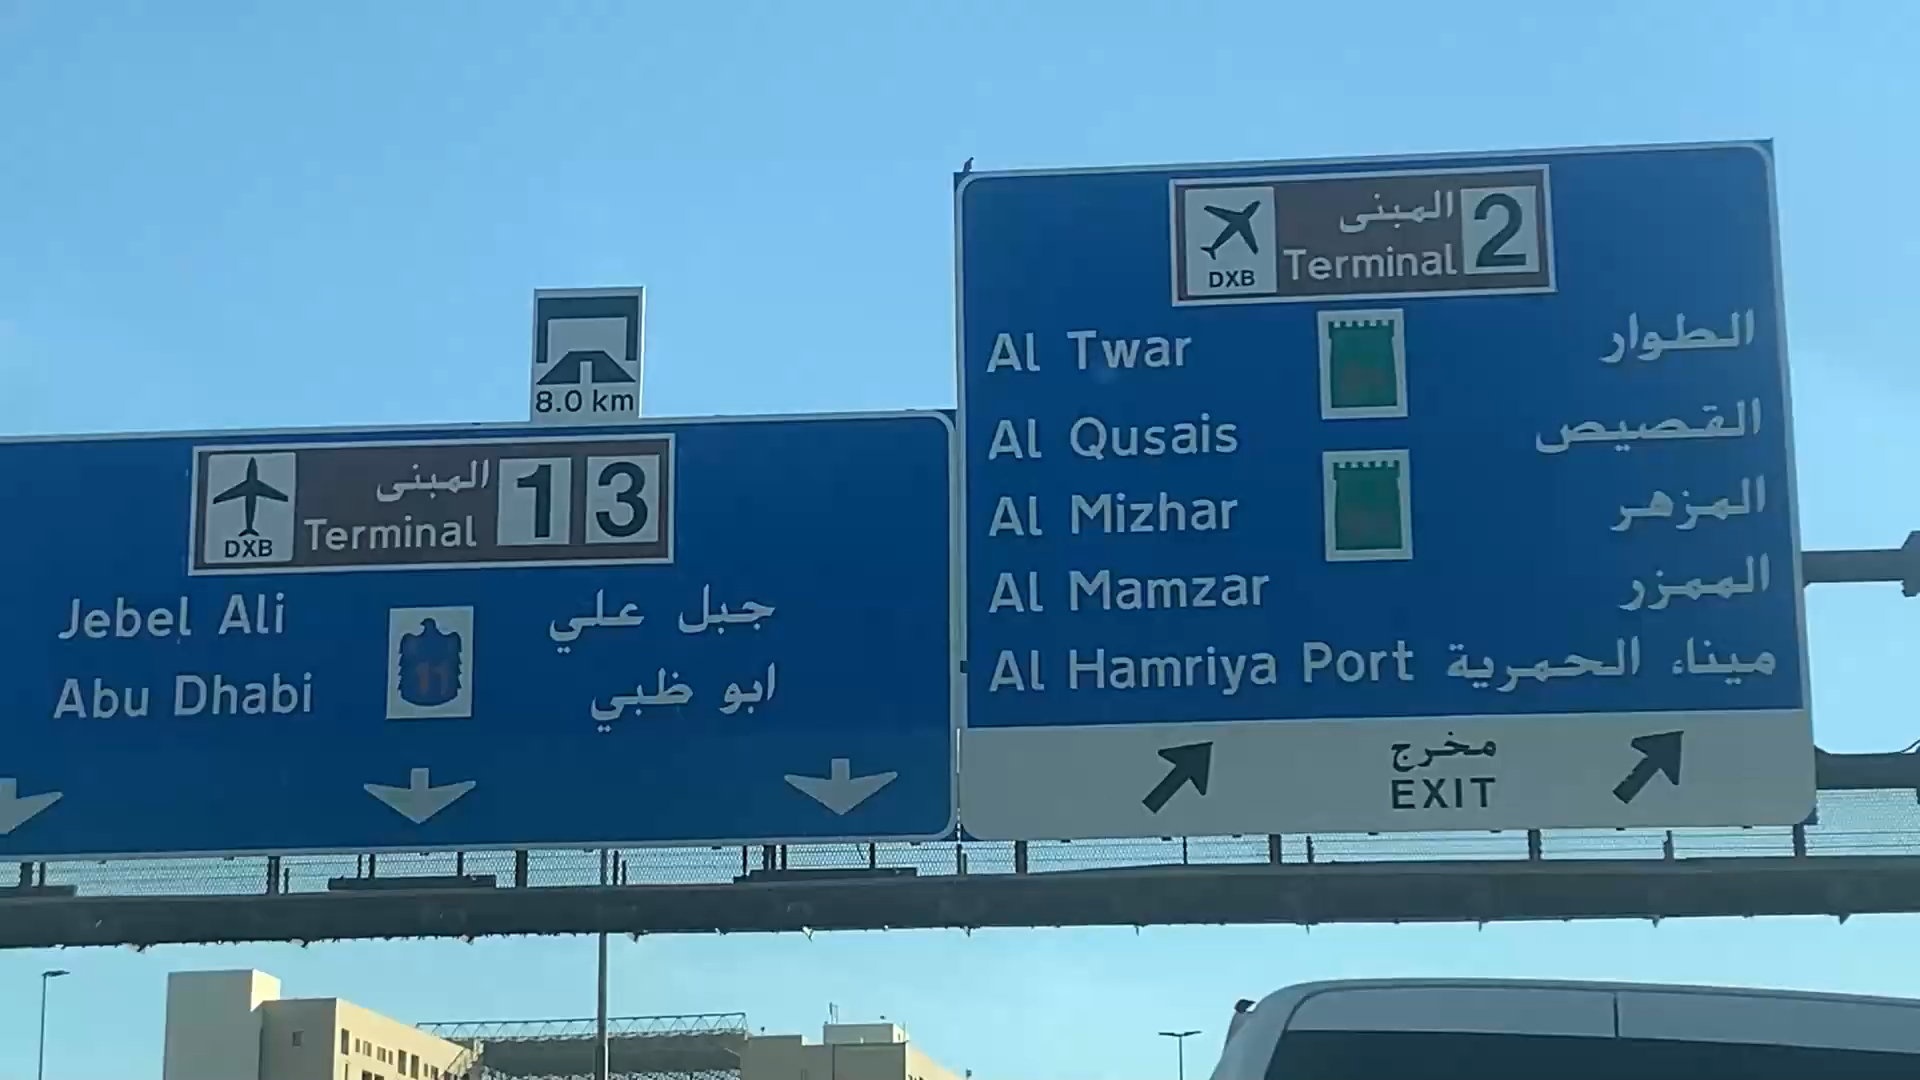 8.0 km
المبنى 1 3
DXB Terminal
Jebel Ali جبل علي
11
Abu Dhabi ابو ظبي
المبنى 2
DXB Terminal
Al Twar الطوار
Al Qusais القصيص
Al Mizhar المزهر
Al Mamzar الممزر
Al Hamriya Port ميناء الحمرية
مخرج
EXIT